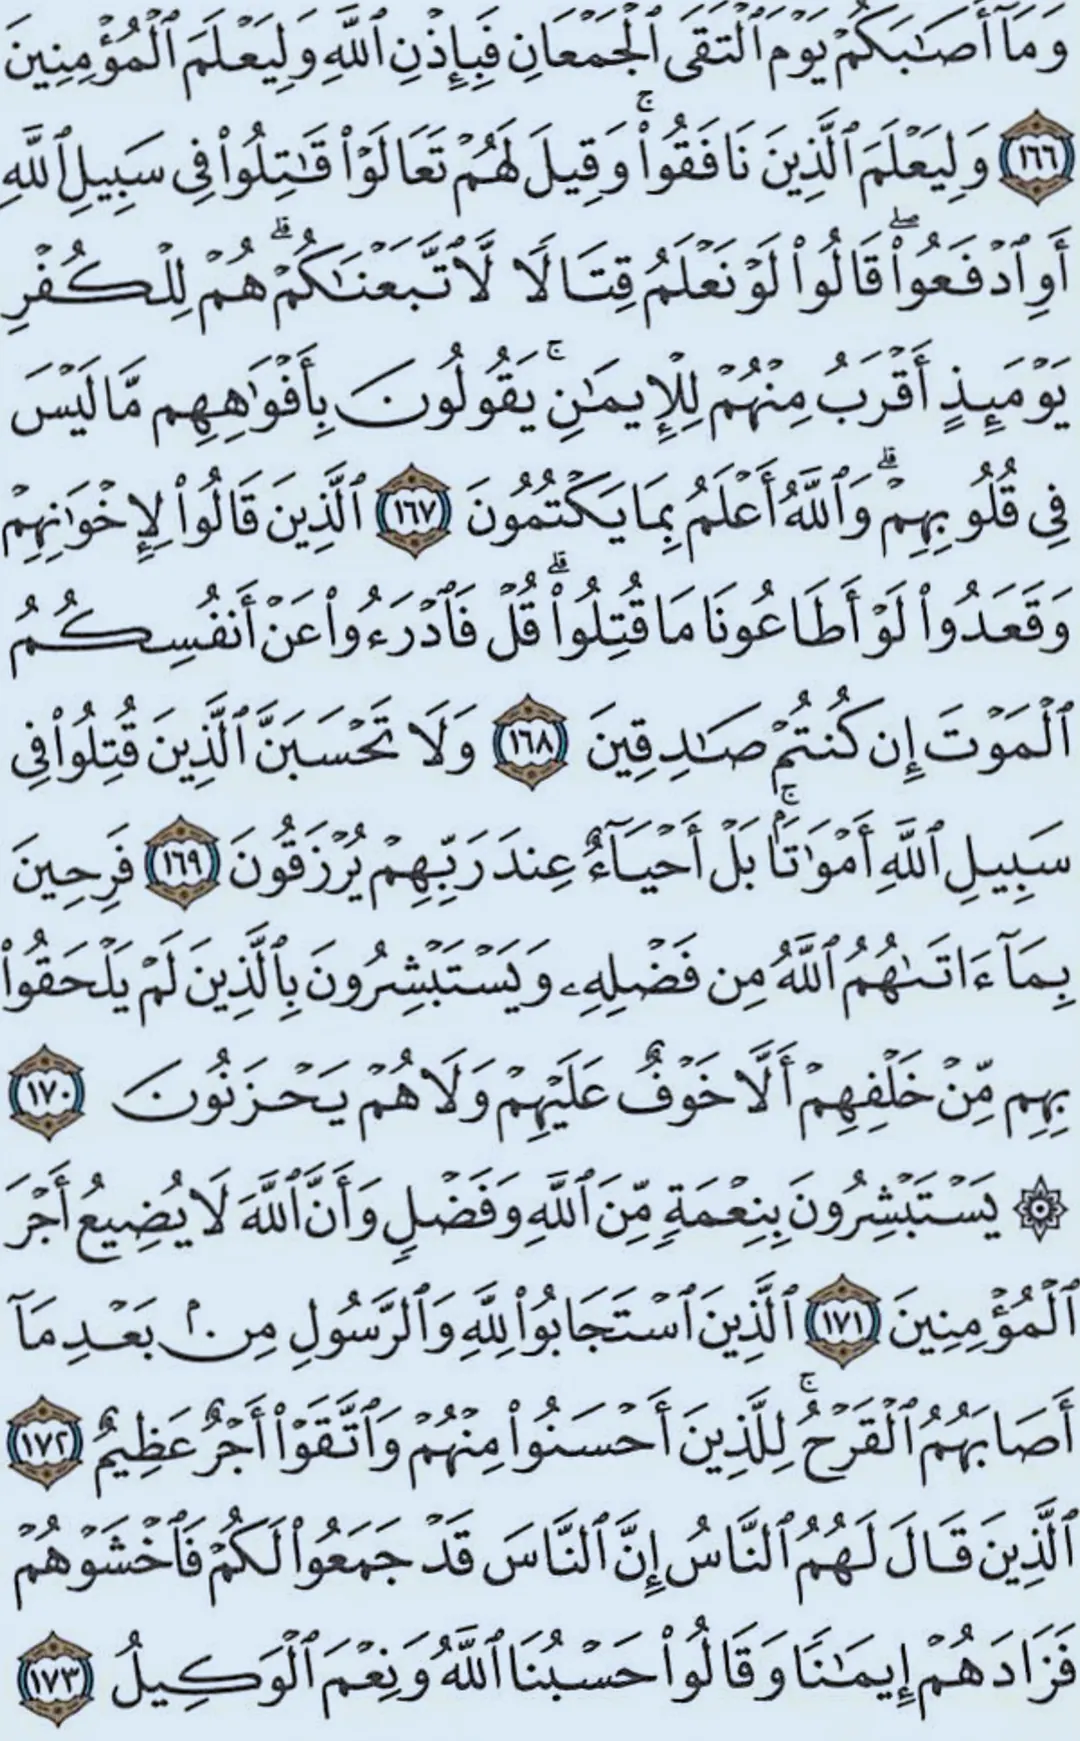 وَمَآ أَصَٰبَكُمْ يَوْمَ ٱلْتَقَى ٱلْجَمْعَانِ فَبِإِذْنِ ٱللَّهِ وَلِيَعْلَمَ ٱلْمُؤْمِنِينَ
١٦٦ وَلِيَعْلَمَ ٱلَّذِينَ نَافَقُوا۟ ۚ وَقِيلَ لَهُمْ تَعَالَوْا۟ قَٰتِلُوا۟ فِى سَبِيلِ ٱللَّهِ
أَوِ ٱدْفَعُوا۟ ۖ قَالُوا۟ لَوْ نَعْلَمُ قِتَالًا لَّٱتَّبَعْنَٰكُمْ ۗ هُمْ لِلْكُفْرِ
يَوْمَئِذٍ أَقْرَبُ مِنْهُمْ لِلْإِيمَٰنِ ۚ يَقُولُونَ بِأَفْوَٰهِهِم مَّا لَيْسَ
فِى قُلُوبِهِمْ ۗ وَٱللَّهُ أَعْلَمُ بِمَا يَكْتُمُونَ ١٦٧ ٱلَّذِينَ قَالُوا۟ لِإِخْوَٰنِهِمْ
وَقَعَدُوا۟ لَوْ أَطَاعُونَا مَا قُتِلُوا۟ ۗ قُلْ فَٱدْرَءُوا۟ عَنْ أَنفُسِكُمُ
ٱلْمَوْتَ إِن كُنتُمْ صَٰدِقِينَ ١٦٨ وَلَا تَحْسَبَنَّ ٱلَّذِينَ قُتِلُوا۟ فِى
سَبِيلِ ٱللَّهِ أَمْوَٰتًۢا ۚ بَلْ أَحْيَآءٌ عِندَ رَبِّهِمْ يُرْزَقُونَ ١٦٩ فَرِحِينَ
بِمَآ ءَاتَىٰهُمُ ٱللَّهُ مِن فَضْلِهِۦ وَيَسْتَبْشِرُونَ بِٱلَّذِينَ لَمْ يَلْحَقُوا۟
بِهِم مِّنْ خَلْفِهِمْ أَلَّا خَوْفٌ عَلَيْهِمْ وَلَا هُمْ يَحْزَنُونَ ١٧٠
۞ يَسْتَبْشِرُونَ بِنِعْمَةٍ مِّنَ ٱللَّهِ وَفَضْلٍ وَأَنَّ ٱللَّهَ لَا يُضِيعُ أَجْرَ
ٱلْمُؤْمِنِينَ ١٧١ ٱلَّذِينَ ٱسْتَجَابُوا۟ لِلَّهِ وَٱلرَّسُولِ مِنۢ بَعْدِ مَآ
أَصَابَهُمُ ٱلْقَرْحُ ۚ لِلَّذِينَ أَحْسَنُوا۟ مِنْهُمْ وَٱتَّقَوْا۟ أَجْرٌ عَظِيمٌ ١٧٢
ٱلَّذِينَ قَالَ لَهُمُ ٱلنَّاسُ إِنَّ ٱلنَّاسَ قَدْ جَمَعُوا۟ لَكُمْ فَٱخْشَوْهُمْ
فَزَادَهُمْ إِيمَٰنًا وَقَالُوا۟ حَسْبُنَا ٱللَّهُ وَنِعْمَ ٱلْوَكِيلُ ١٧٣